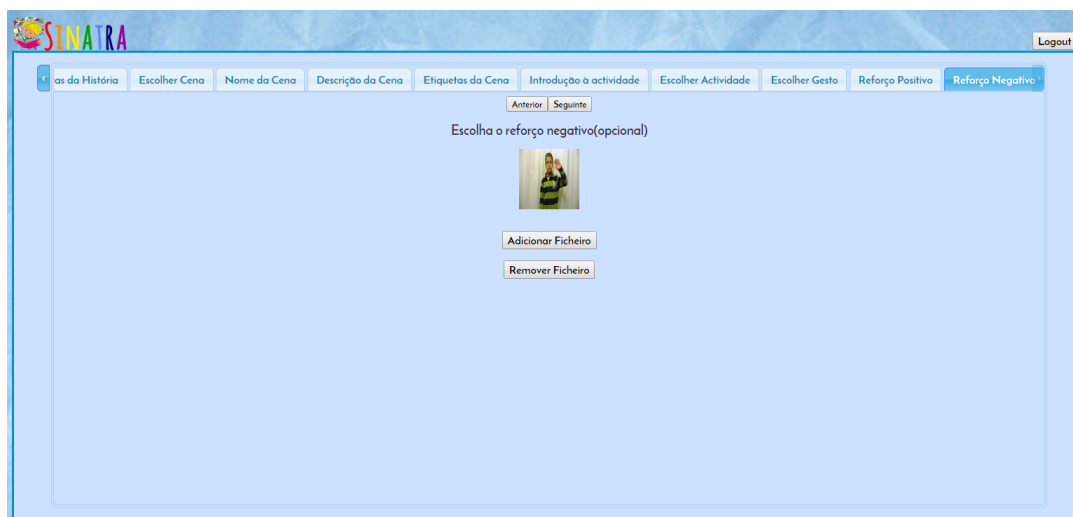 SINATRA
Logout
as da História Escolher Cena Nome da Cena Descrição da Cena Etiquetas da Cena Introdução à actividade Escolher Actividade Escolher Gesto Reforço Positivo Reforço Negativo
Anterior Seguinte
Escolha o reforço negativo(opcional)
Adicionar Ficheiro
Remover Ficheiro